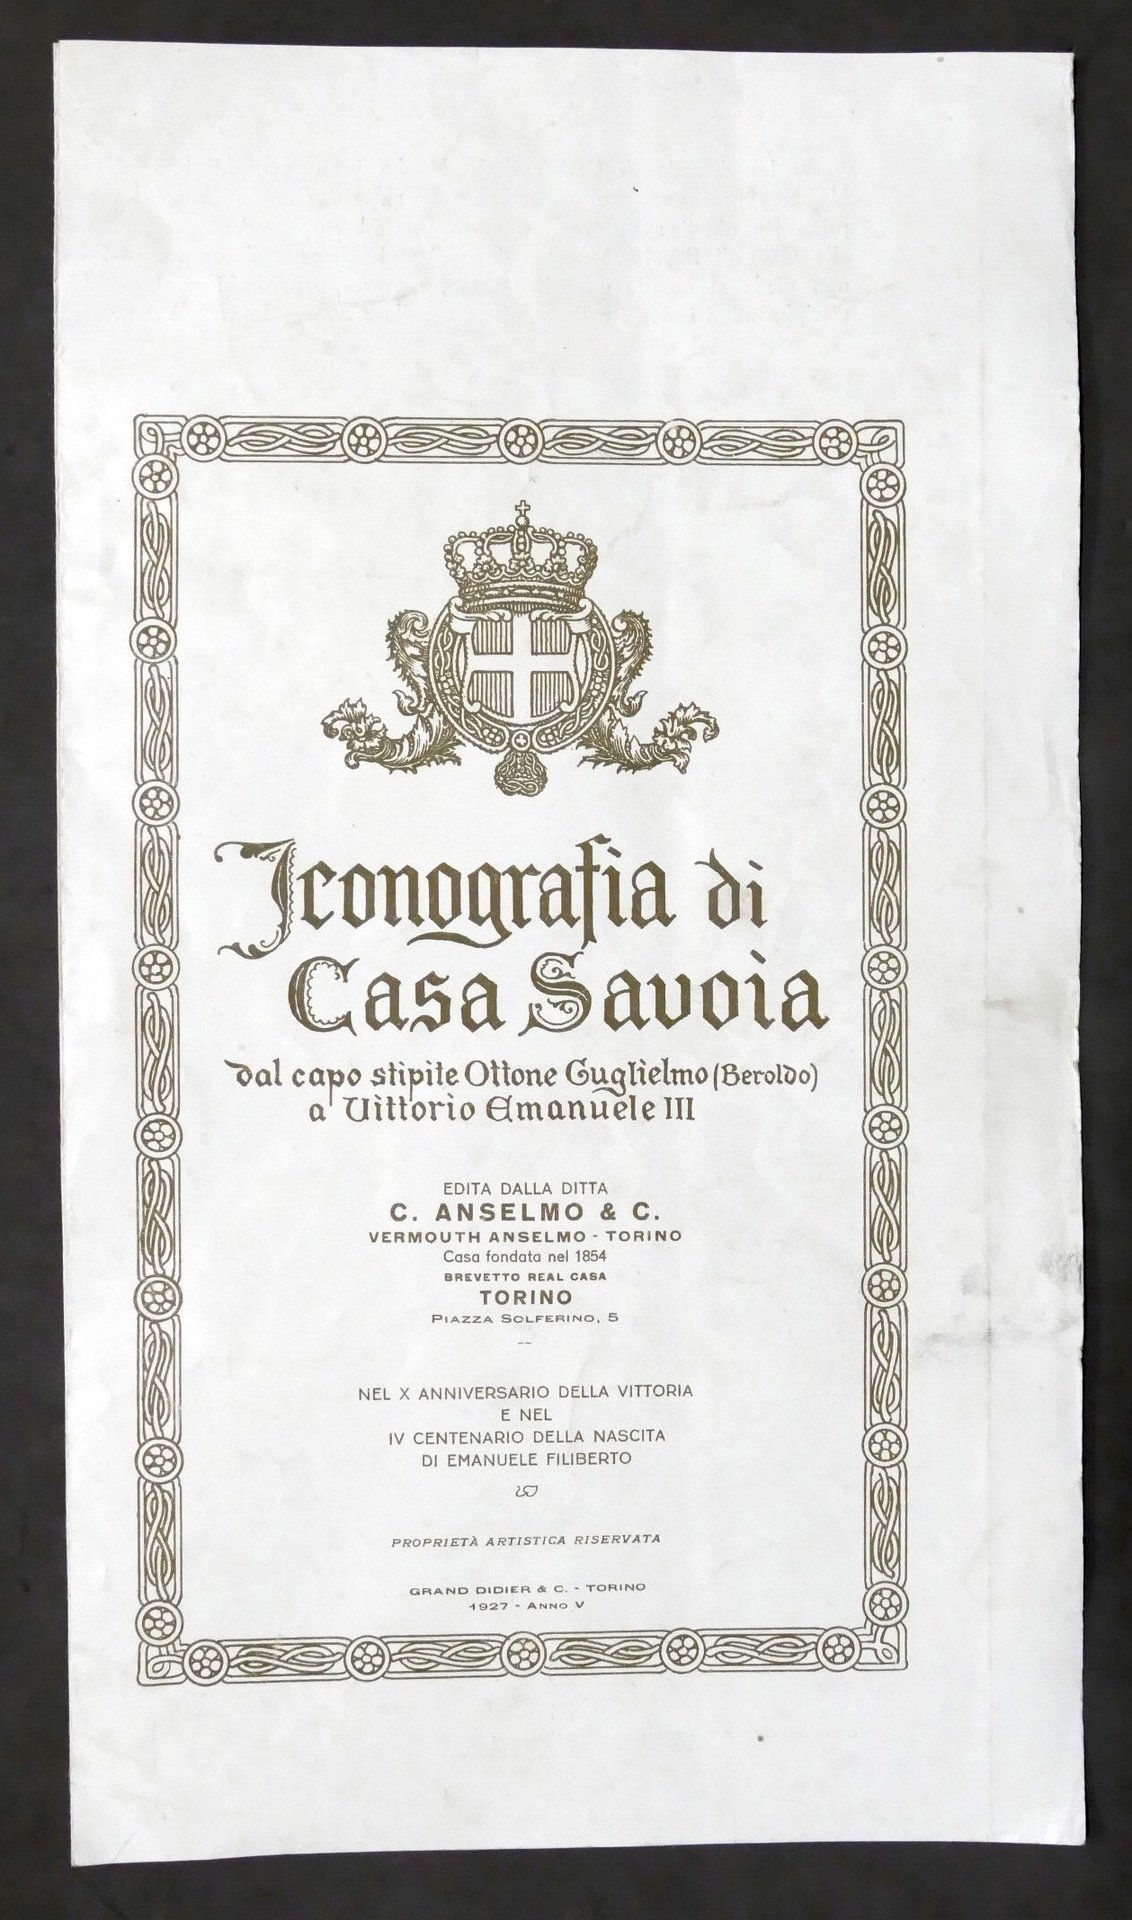 Iconografia di
Casa Savoia
dal capo stipite Ottone Guglielmo (Beroldo)
a Vittorio Emanuele III
EDITA DALLA DITTA
C. ANSELMO & C.
VERMOUTH ANSELMO - TORINO
Casa fondata nel 1854
BREVETTO REAL CASA
TORINO
PIAZZA SOLFERINO, 5
NEL X ANNIVERSARIO DELLA VITTORIA
E NEL
IV CENTENARIO DELLA NASCITA
DI EMANUELE FILIBERTO
PROPRIETÀ ARTISTICA RISERVATA
GRAND DIDIER & C. - TORINO
1927 - ANNO V